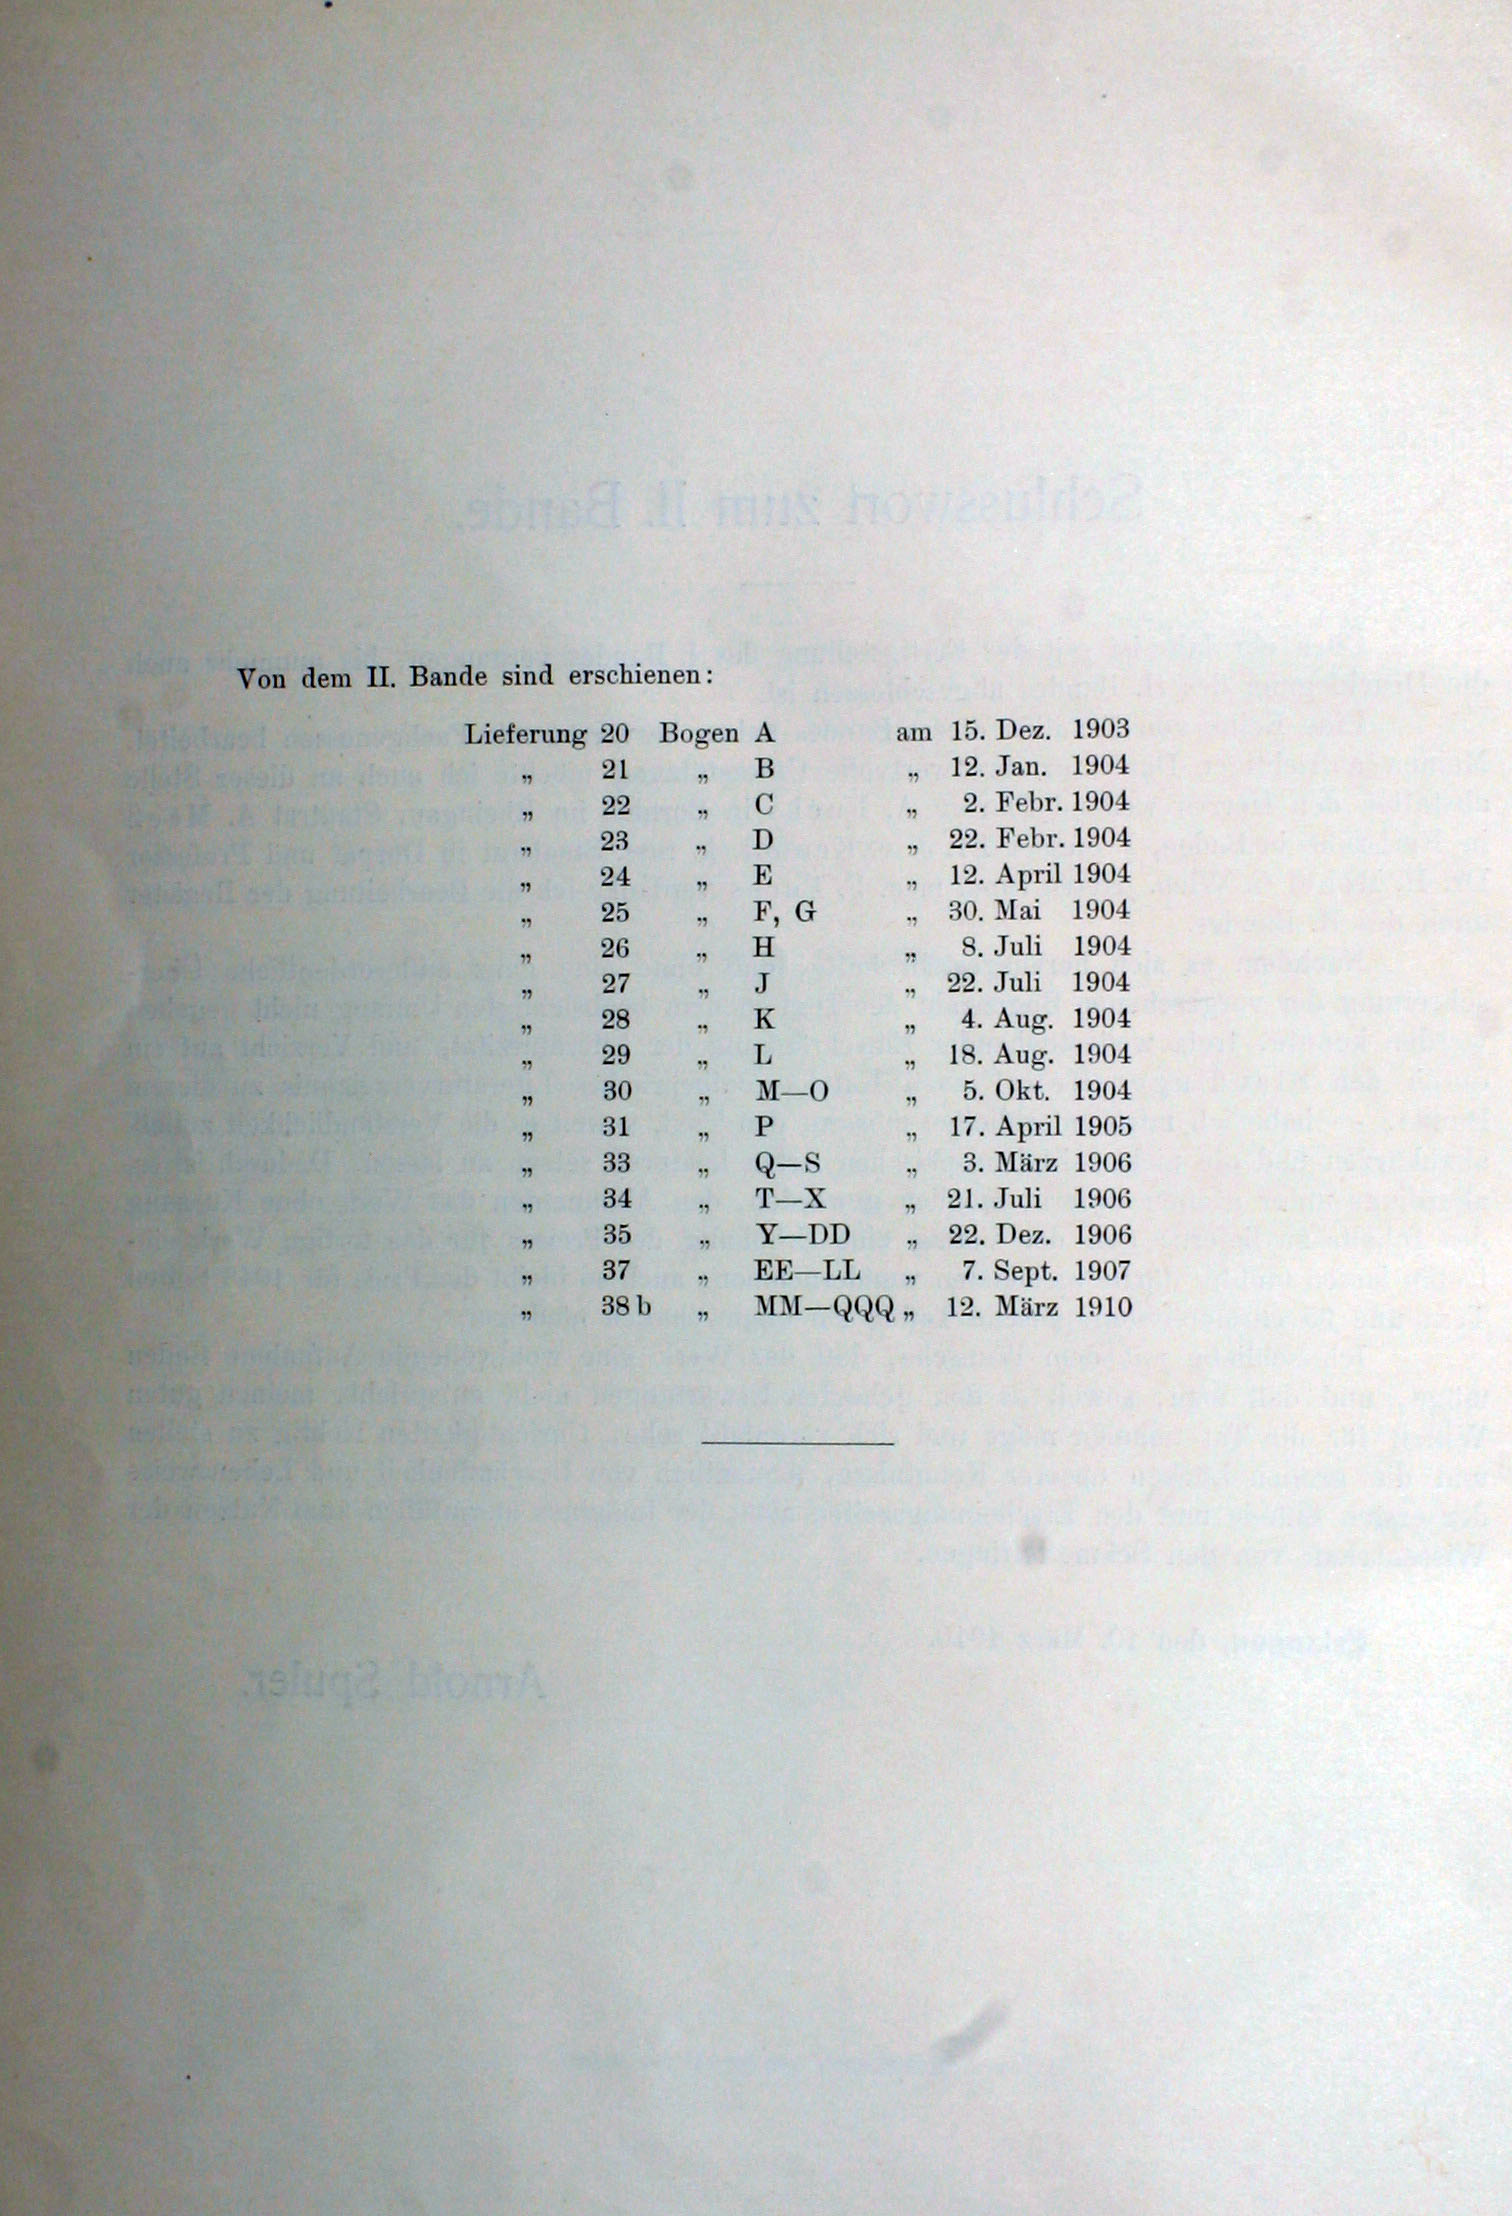 Von dem II. Bande sind erschienen:
Lieferung 20 Bogen A am 15. Dez. 1903
„ 21 „ B „ 12. Jan. 1904
„ 22 „ C „ 2. Febr. 1904
„ 23 „ D „ 22. Febr. 1904
„ 24 „ E „ 12. April 1904
„ 25 „ F, G „ 30. Mai 1904
„ 26 „ H „ 8. Juli 1904
„ 27 „ J „ 22. Juli 1904
„ 28 „ K „ 4. Aug. 1904
„ 29 „ L „ 18. Aug. 1904
„ 30 „ M—O „ 5. Okt. 1904
„ 31 „ P „ 17. April 1905
„ 33 „ Q—S „ 3. März 1906
„ 34 „ T—X „ 21. Juli 1906
„ 35 „ Y—DD „ 22. Dez. 1906
„ 37 „ EE—LL „ 7. Sept. 1907
„ 38 b „ MM—QQQ „ 12. März 1910